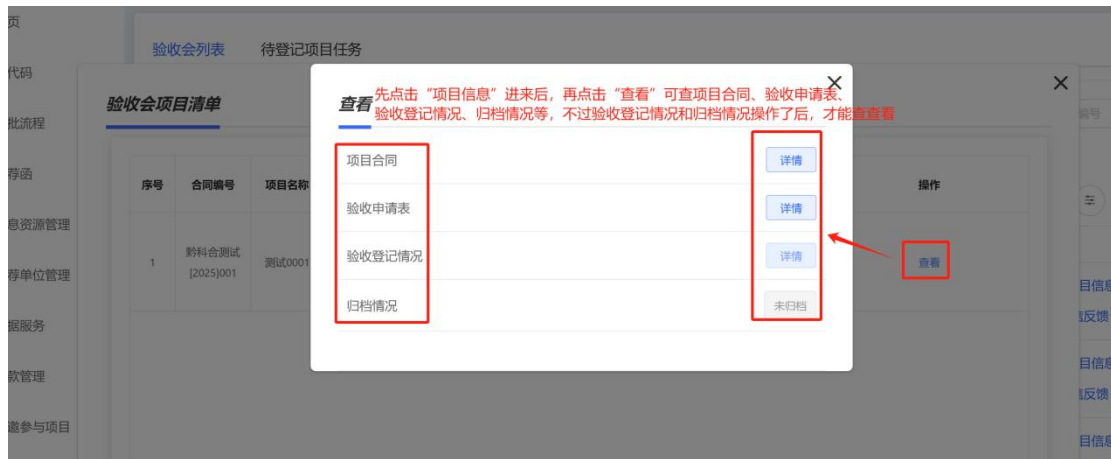 页
验收会列表
待登记项目任务
代码
验收会项目清单
查看
先点击“项目信息”进来后，再点击“查看”可查项目合同、验收申请表、
验收登记情况、归档情况等，不过验收登记情况和归档情况操作了后，才能查查看
批流程
编号
项目合同
详情
荐函
序号
合同编号
项目名称
操作
验收申请表
详情
息资源管理
1
黔科合测试
[2025]001
测试0001
验收登记情况
详情
查看
荐单位管理
目信息
归档情况
未归档
据服务
信反馈
款管理
目信息
信反馈
邀参与项目
目信息